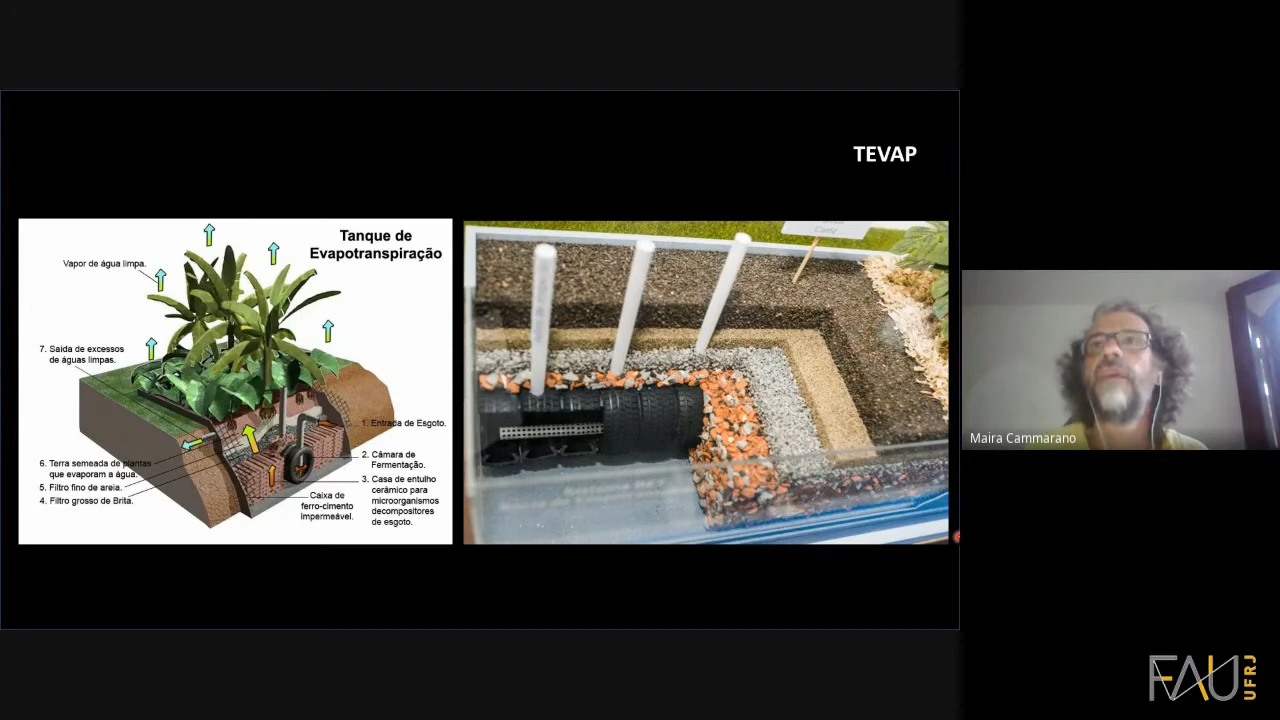 TEVAP
Tanque de
Evapotranspiração
Vapor de água limpa.
7. Saída de excessos
de águas limpas.
1. Entrada de Esgoto.
2. Câmara de
Fermentação.
3. Casa de entulho
cerâmico para
microorganismos
decompositores
de esgoto.
6. Terra semeada de plantas
que evaporam a água.
5. Filtro fino de areia.
4. Filtro grosso de Brita.
Caixa de
ferro-cimento
impermeável.
Maira Cammarano
FAU
UFRJ